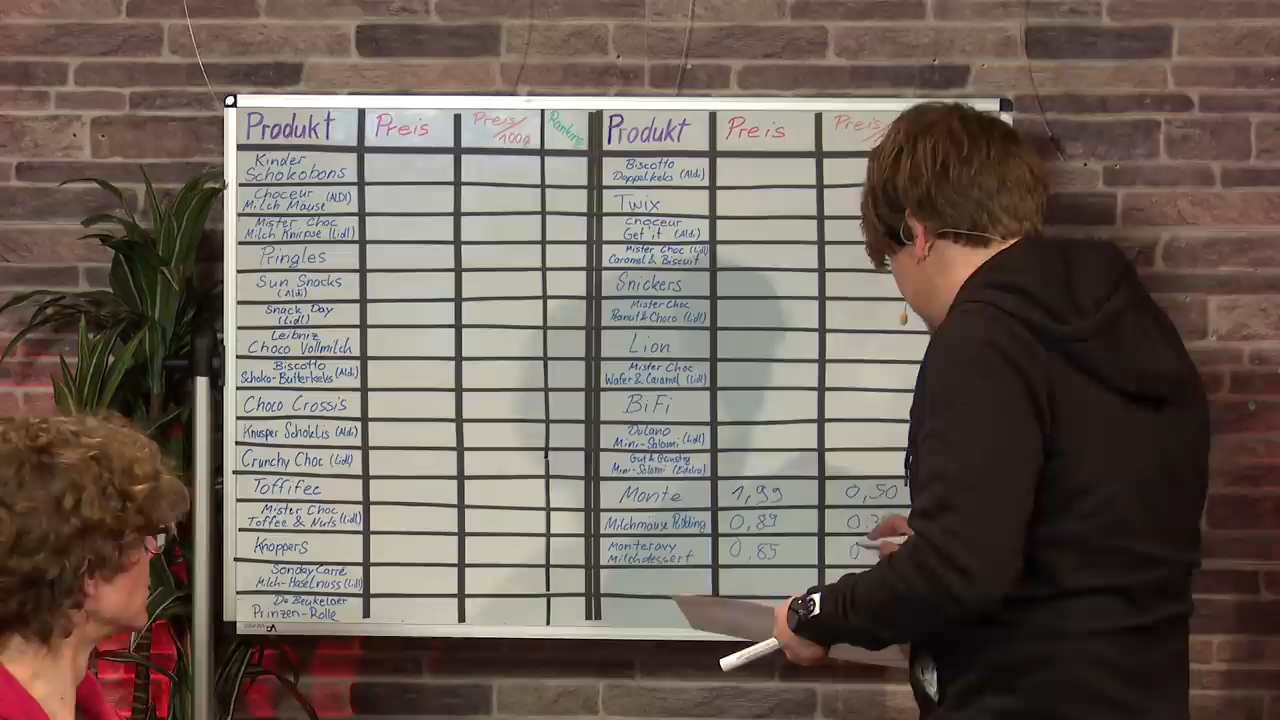 Produkt Preis Preis/100g Ranking Produkt Preis Preis/
Kinder
Schokobons
Choceur (ALDI)
Milch Mäuse
Mister Choc
Milch Knirpse (Lidl)
Pringles
Sun Snacks
(Aldi)
Snack Day
(Lidl)
Leibniz
Choco Vollmilch
Biscotto
Schoko-Butterkeks (Aldi)
Choco Crossis
Knusper Schoklis (Aldi)
Crunchy Choc (Lidl)
Toffifee
Mister Choc
Toffee & Nuts (Lidl)
Knoppers
Sonday Carré
Milch-Haselnuss (Lidl)
De Beukelaer
Prinzen-Rolle
Biscotto
Doppelkeks (Aldi)
Twix
Choceur
Get it (Aldi)
Mister Choc (Lidl)
Caramel & Biscuit
Snickers
Mister Choc
Peanut & Choco (Lidl)
Lion
Mister Choc
Wafer & Caramel (Lidl)
BiFi
Dulano
Mini-Salami (Lidl)
Gut & Günstig
Mini-Salami (Edeka)
Monte 1,99 0,50
Milchmäuse Pudding 0,89
Monteravy
Milchdessert 0,85